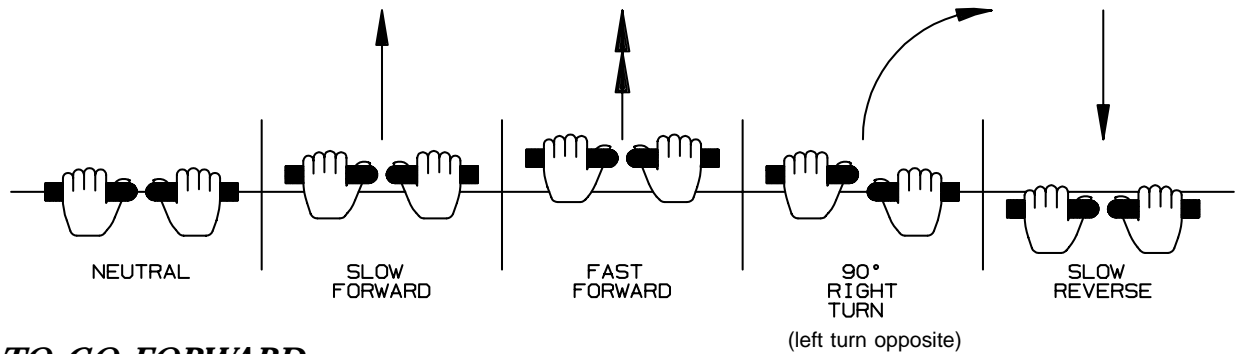 NEUTRAL
SLOW
FORWARD
FAST
FORWARD
90°
RIGHT
TURN
(left turn opposite)
SLOW
REVERSE
TO GO FORWARD